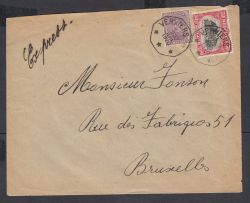 Express.
Monsieur Fonson
Rue des Fabriques 51
Bruxelles